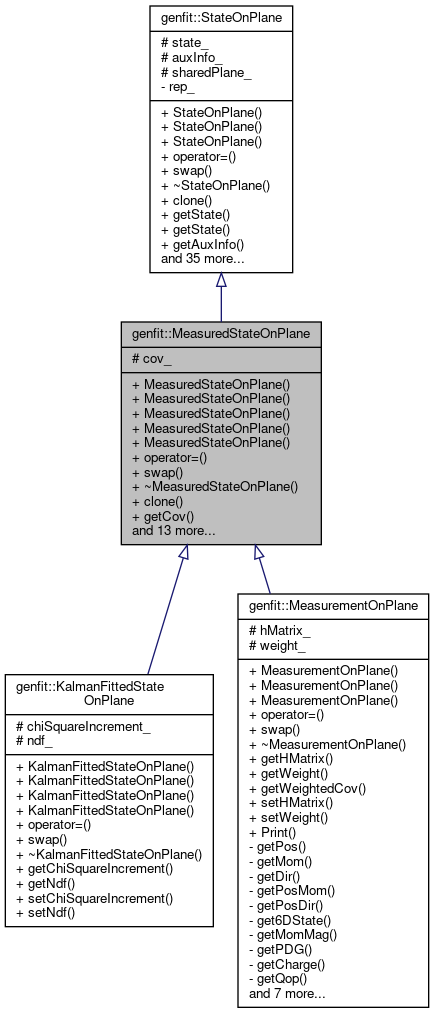 genfit::StateOnPlane
# state_
# auxInfo_
# sharedPlane_
- rep_
+ StateOnPlane()
+ StateOnPlane()
+ StateOnPlane()
+ operator=()
+ swap()
+ ~StateOnPlane()
+ clone()
+ getState()
+ getState()
+ getAuxInfo()
and 35 more...
genfit::MeasuredStateOnPlane
# cov_
+ MeasuredStateOnPlane()
+ MeasuredStateOnPlane()
+ MeasuredStateOnPlane()
+ MeasuredStateOnPlane()
+ MeasuredStateOnPlane()
+ operator=()
+ swap()
+ ~MeasuredStateOnPlane()
+ clone()
+ getCov()
and 13 more...
genfit::KalmanFittedState
OnPlane
# chiSquareIncrement_
# ndf_
+ KalmanFittedStateOnPlane()
+ KalmanFittedStateOnPlane()
+ KalmanFittedStateOnPlane()
+ KalmanFittedStateOnPlane()
+ operator=()
+ swap()
+ ~KalmanFittedStateOnPlane()
+ getChiSquareIncrement()
+ getNdf()
+ setChiSquareIncrement()
+ setNdf()
genfit::MeasurementOnPlane
# hMatrix_
# weight_
+ MeasurementOnPlane()
+ MeasurementOnPlane()
+ MeasurementOnPlane()
+ operator=()
+ swap()
+ ~MeasurementOnPlane()
+ getHMatrix()
+ getWeight()
+ getWeightedCov()
+ setHMatrix()
+ setWeight()
+ Print()
- getPos()
- getMom()
- getDir()
- getPosMom()
- getPosDir()
- get6DState()
- getMomMag()
- getPDG()
- getCharge()
- getQop()
and 7 more...